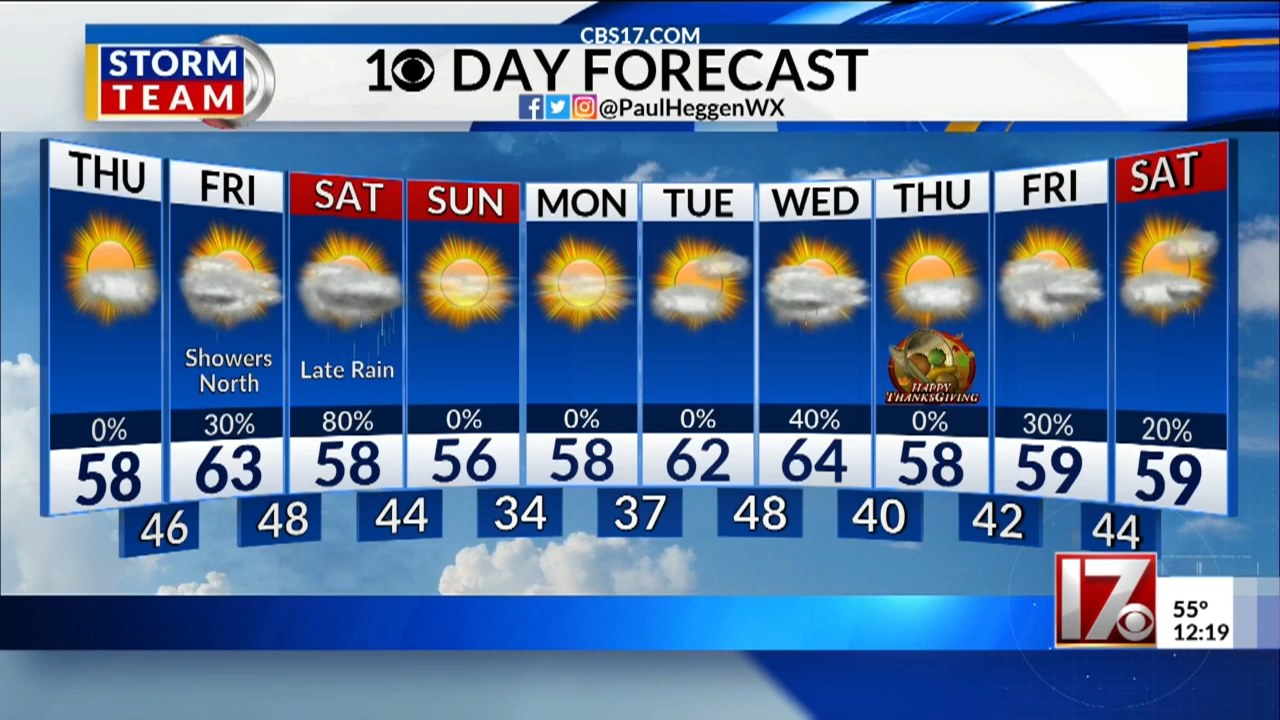 CBS17.COM
STORM
TEAM
10 DAY FORECAST
@PaulHeggenWX
THU FRI SAT SUN MON TUE WED THU FRI SAT
Showers
North
Late Rain
HAPPY
THANKSGIVING
0% 30% 80% 0% 0% 0% 40% 0% 30% 20%
58 63 58 56 58 62 64 58 59 59
46 48 44 34 37 48 40 42 44
17
55°
12:19